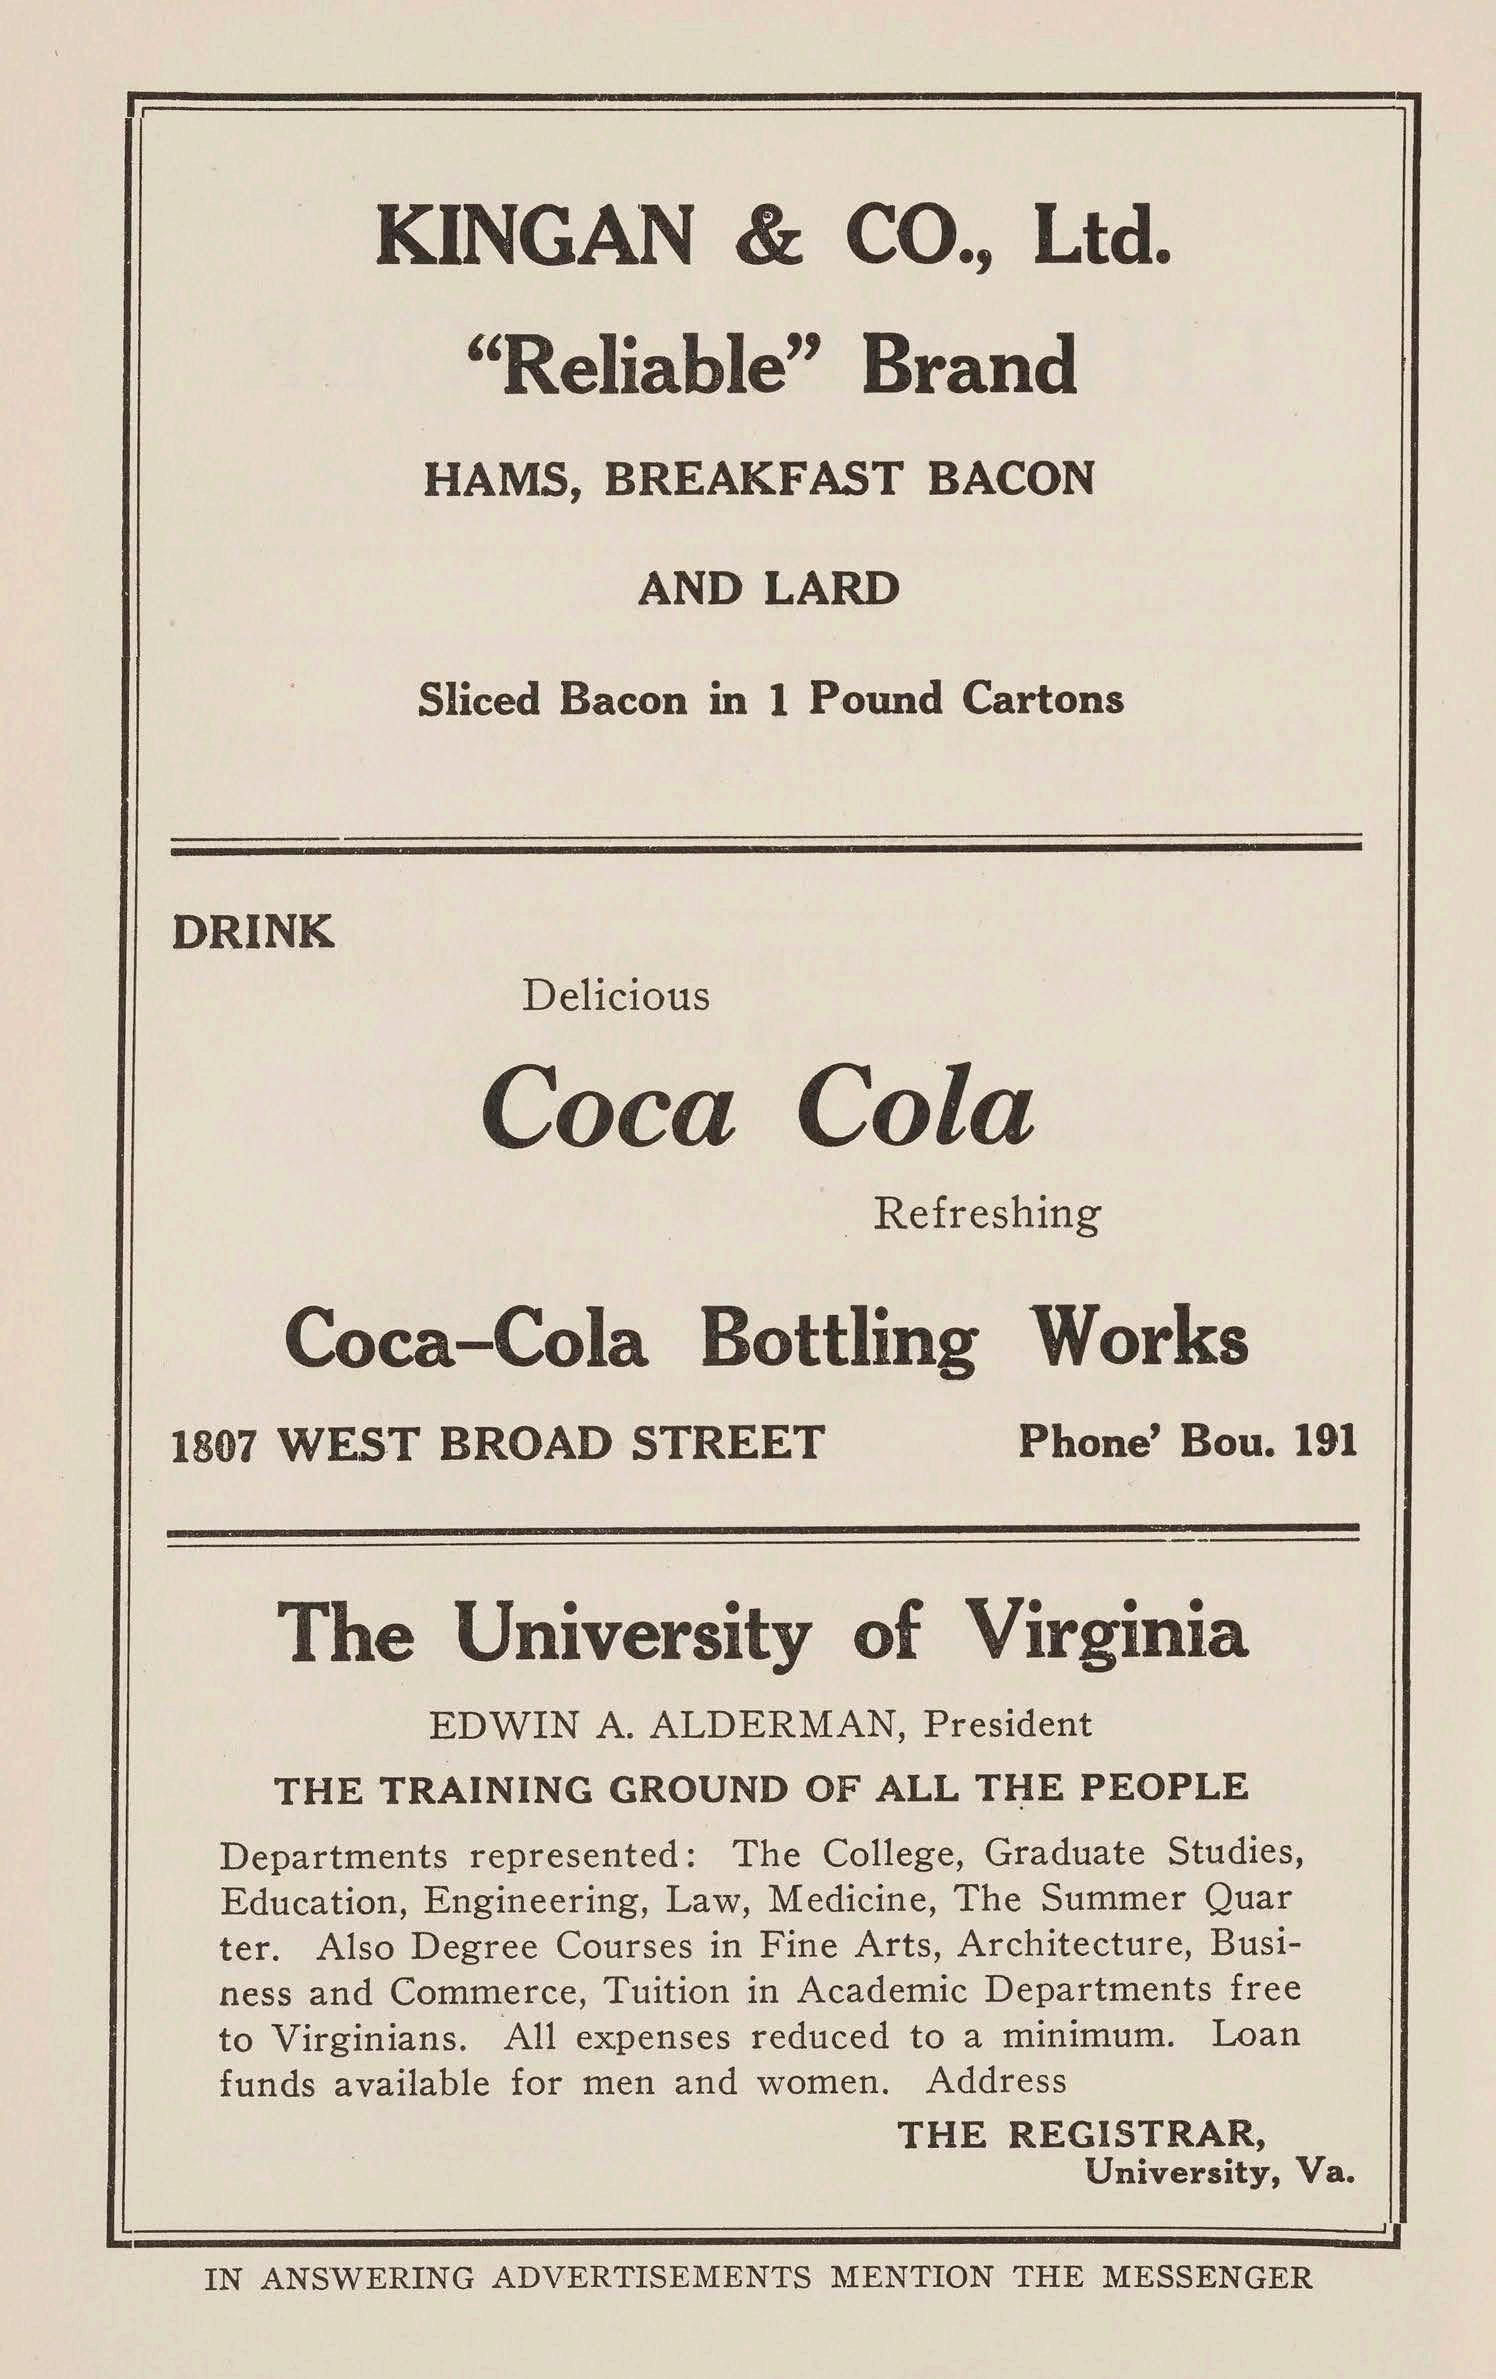 KINGAN & CO., Ltd.
“Reliable” Brand
HAMS, BREAKFAST BACON
AND LARD
Sliced Bacon in 1 Pound Cartons
DRINK
Delicious
Coca Cola
Refreshing
Coca-Cola Bottling Works
1807 WEST BROAD STREET Phone’ Bou. 191
The University of Virginia
EDWIN A. ALDERMAN, President
THE TRAINING GROUND OF ALL THE PEOPLE
Departments represented: The College, Graduate Studies,
Education, Engineering, Law, Medicine, The Summer Quar
ter. Also Degree Courses in Fine Arts, Architecture, Busi-
ness and Commerce, Tuition in Academic Departments free
to Virginians. All expenses reduced to a minimum. Loan
funds available for men and women. Address
THE REGISTRAR,
University, Va.
IN ANSWERING ADVERTISEMENTS MENTION THE MESSENGER